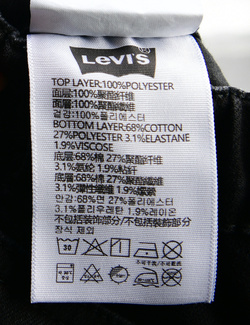 LEVI'S
TOP LAYER:100%POLYESTER
面层:100%聚酯纤维
面層:100%聚酯纖維
겉감:100%폴리에스터
BOTTOM LAYER:68%COTTON
27%POLYESTER 3.1%ELASTANE
1.9%VISCOSE
底层:68%棉 27%聚酯纤维
3.1%氨纶 1.9%粘纤
底層:68%棉 27%聚酯纖維
3.1%彈性纖維 1.9%嫘縈
안감:68%면 27%폴리에스터
3.1%폴리우레탄 1.9%레이온
不包括装饰部分/不包括裝飾部分
장식 제외
30